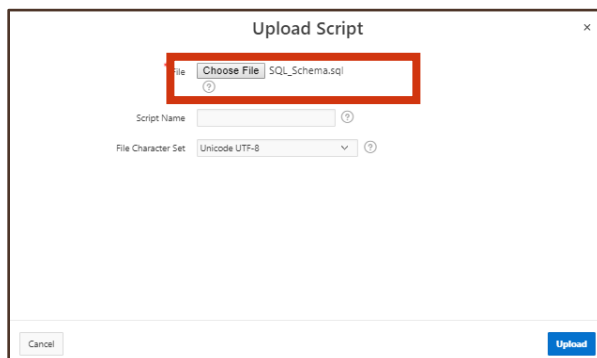 Upload Script ×
* File Choose File SQL_Schema.sql
?
Script Name ?
File Character Set Unicode UTF-8 ?
Cancel Upload